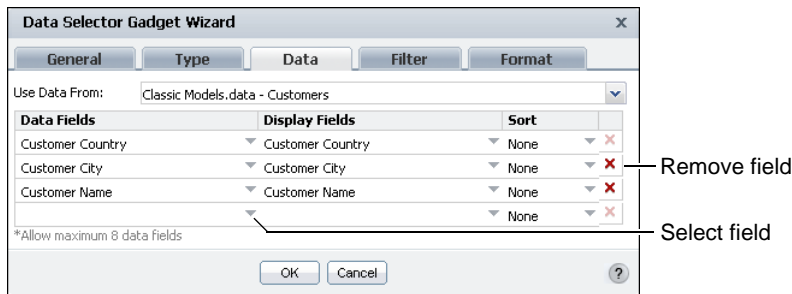 Data Selector Gadget Wizard x
General Type Data Filter Format
Use Data From: Classic Models.data - Customers
Data Fields Display Fields Sort
Customer Country Customer Country None
Customer City Customer City None
Remove field
Customer Name Customer Name None
None
Select field
*Allow maximum 8 data fields
OK Cancel ?